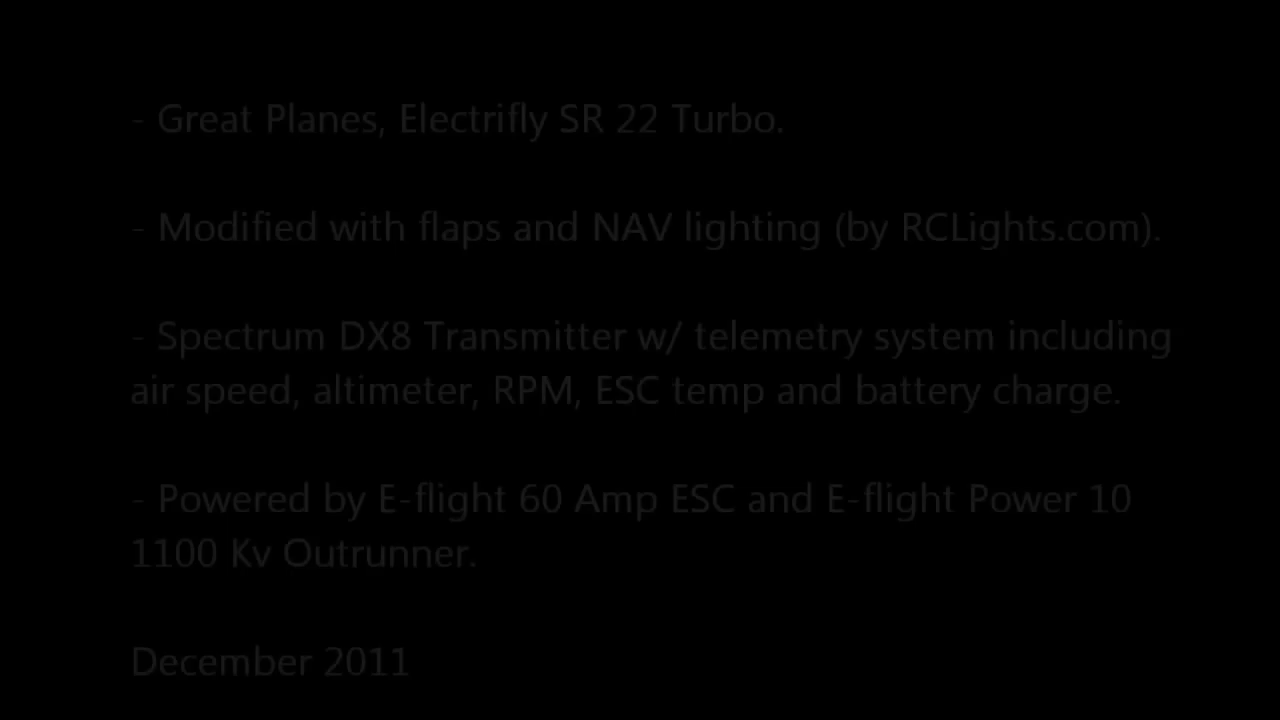 - Great Planes, Electrifly SR 22 Turbo.
- Modified with flaps and NAV lighting (by RCLights.com).
- Spectrum DX8 Transmitter w/ telemetry system including
air speed, altimeter, RPM, ESC temp and battery charge.
- Powered by E-flight 60 Amp ESC and E-flight Power 10
1100 Kv Outrunner.
December 2011